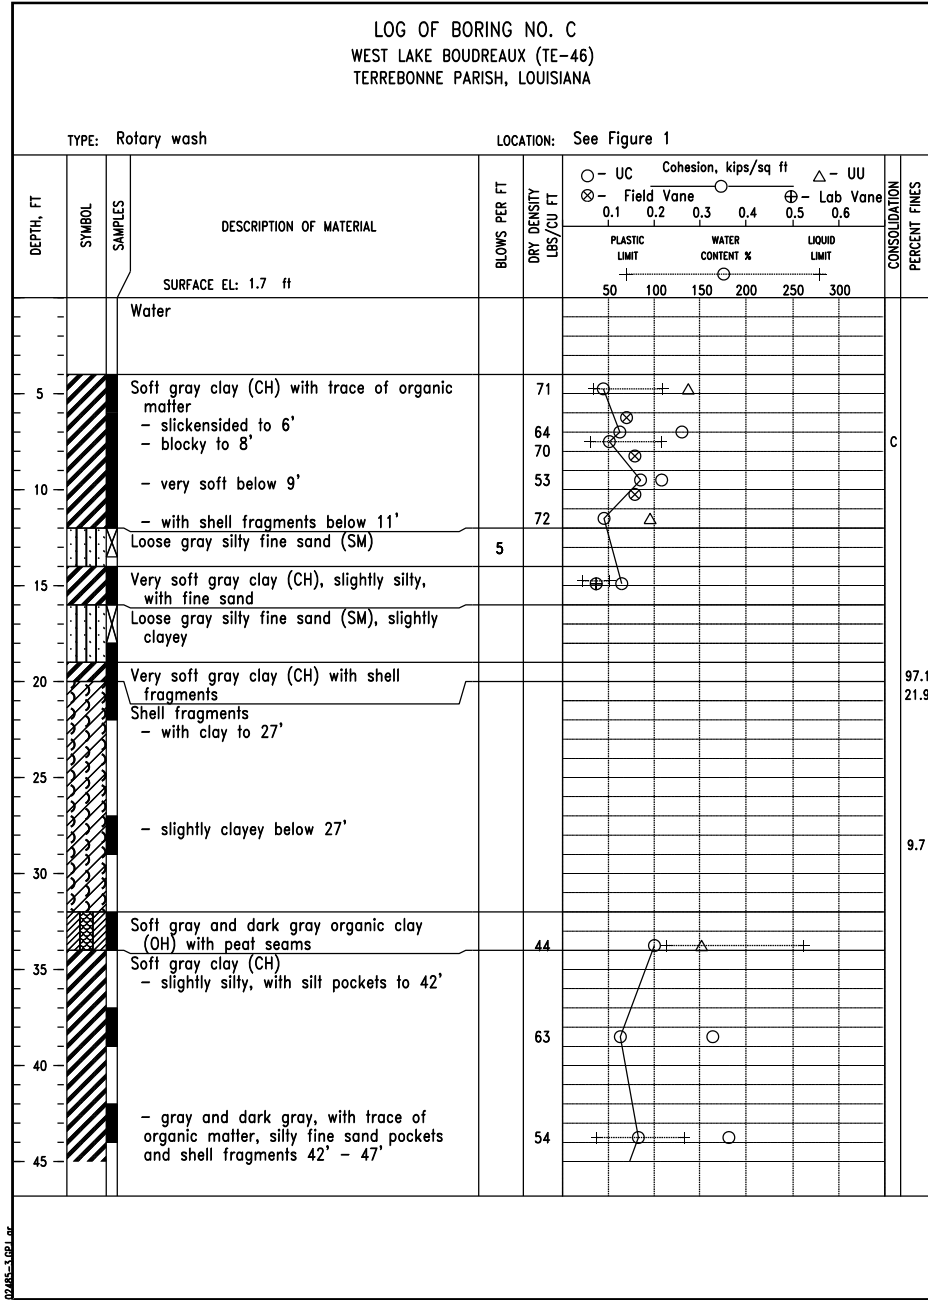 LOG OF BORING NO. C
WEST LAKE BOUDREAUX (TE-46)
TERREBONNE PARISH, LOUISIANA
TYPE: Rotary wash
LOCATION: See Figure 1
DEPTH, FT
SYMBOL
SAMPLES
DESCRIPTION OF MATERIAL
SURFACE EL: 1.7 ft
BLOWS PER FT
DRY DENSITY
LBS/CU FT
Cohesion, kips/sq ft
- UC
- UU
- Field Vane
- Lab Vane
0.1 0.2 0.3 0.4 0.5 0.6
PLASTIC LIMIT
WATER CONTENT %
LIQUID LIMIT
50 100 150 200 250 300
CONSOLIDATION
PERCENT FINES
Water
5
Soft gray clay (CH) with trace of organic
matter
- slickensided to 6'
- blocky to 8'
- very soft below 9'
- with shell fragments below 11'
71
64
70
53
72
C
10
Loose gray silty fine sand (SM)
5
15
Very soft gray clay (CH), slightly silty,
with fine sand
Loose gray silty fine sand (SM), slightly
clayey
20
Very soft gray clay (CH) with shell
fragments
97.1
21.9
Shell fragments
- with clay to 27'
25
- slightly clayey below 27'
9.7
30
Soft gray and dark gray organic clay
(OH) with peat seams
44
Soft gray clay (CH)
35
- slightly silty, with silt pockets to 42'
63
40
- gray and dark gray, with trace of
organic matter, silty fine sand pockets
and shell fragments 42' - 47'
54
45